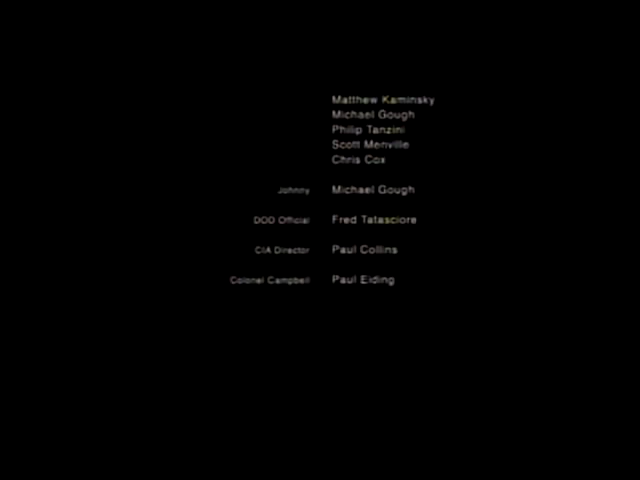 Matthew Kaminsky
Michael Gough
Philip Tanzini
Scott Menville
Chris Cox
Johnny Michael Gough
DOD Official Fred Tatasciore
CIA Director Paul Collins
Colonel Campbell Paul Eiding